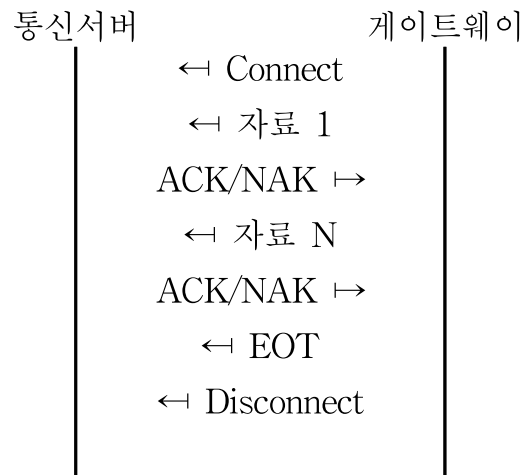 통신서버 게이트웨이
↤ Connect
↤ 자료 1
ACK/NAK ↦
↤ 자료 N
ACK/NAK ↦
↤ EOT
↤ Disconnect